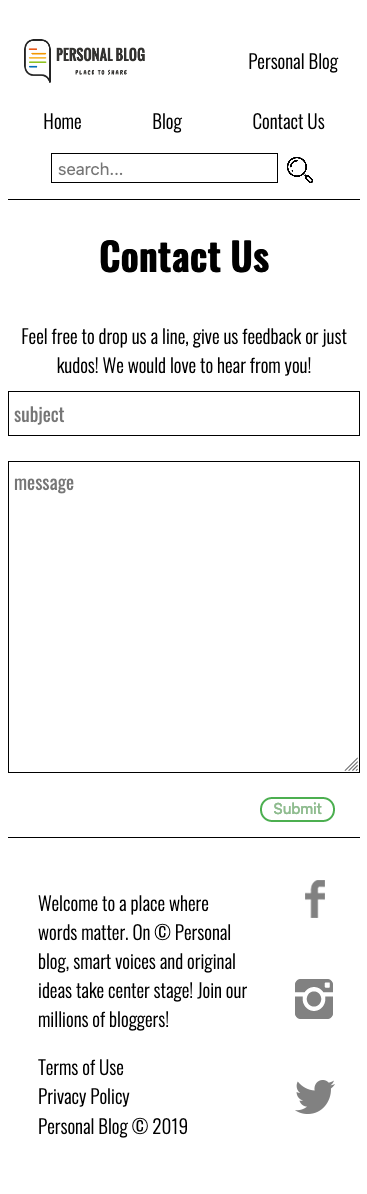 PERSONAL BLOG
PLACE TO SHARE
Personal Blog
Home Blog Contact Us
search...
Contact Us
Feel free to drop us a line, give us feedback or just
kudos! We would love to hear from you!
subject
message
Submit
Welcome to a place where
words matter. On © Personal
blog, smart voices and original
ideas take center stage! Join our
millions of bloggers!
Terms of Use
Privacy Policy
Personal Blog © 2019